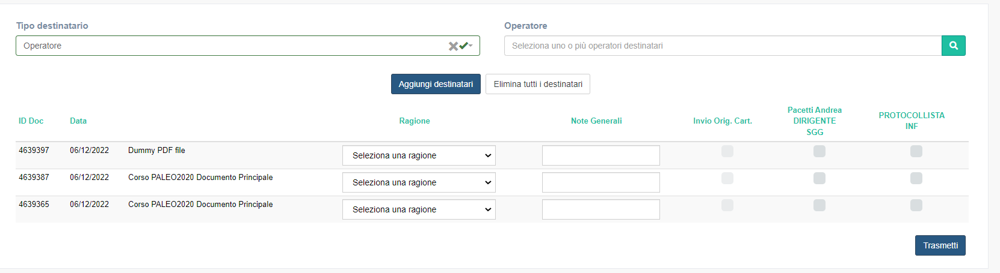 Tipo destinatario
Operatore
Operatore
Seleziona uno o più operatori destinatari
Aggiungi destinatari
Elimina tutti i destinatari
ID Doc Data Ragione Note Generali Invio Orig. Cart. Pacetti Andrea DIRIGENTE SGG PROTOCOLLISTA INF
4639397 06/12/2022 Dummy PDF file Seleziona una ragione
4639387 06/12/2022 Corso PALEO2020 Documento Principale Seleziona una ragione
4639365 06/12/2022 Corso PALEO2020 Documento Principale Seleziona una ragione
Trasmetti